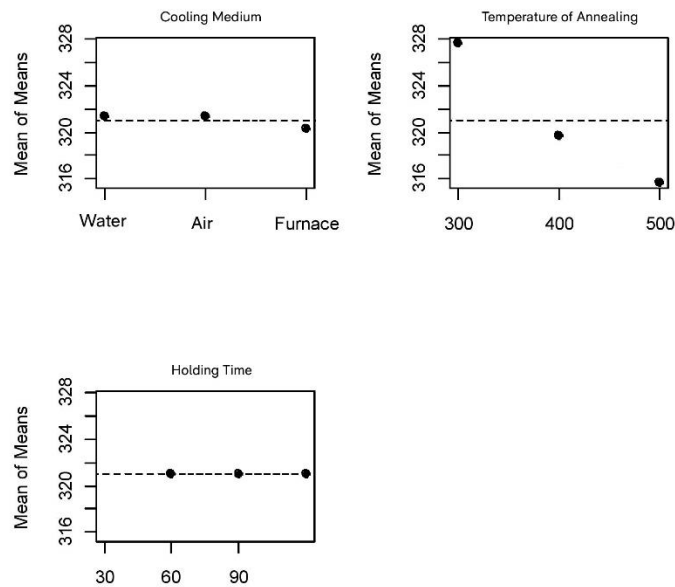 Cooling Medium
Mean of Means
328
324
320
316
Water Air Furnace
Temperature of Annealing
Mean of Means
328
324
320
316
300 400 500
Holding Time
Mean of Means
328
324
320
316
30 60 90